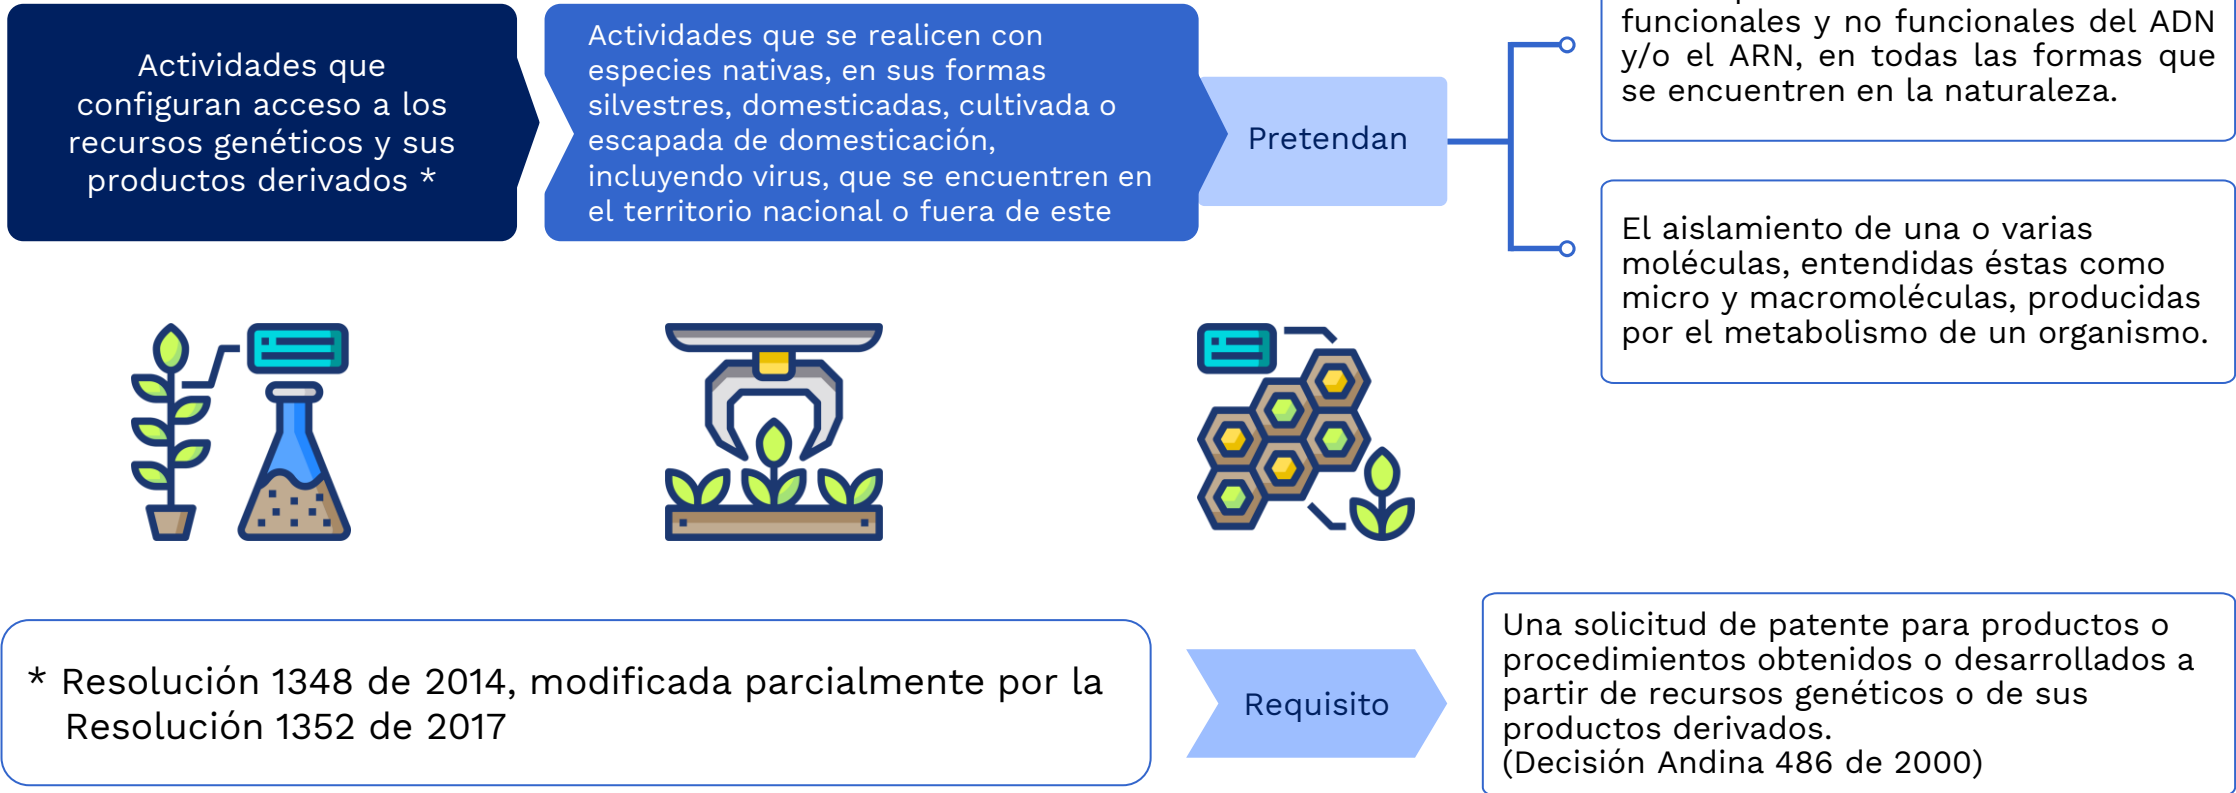 Actividades que
configuran acceso a los
recursos genéticos y sus
productos derivados *
Actividades que se realicen con
especies nativas, en sus formas
silvestres, domesticadas, cultivada o
escapada de domesticación,
incluyendo virus, que se encuentren en
el territorio nacional o fuera de este
Pretendan
funcionales y no funcionales del ADN
y/o el ARN, en todas las formas que
se encuentren en la naturaleza.
El aislamiento de una o varias
moléculas, entendidas éstas como
micro y macromoléculas, producidas
por el metabolismo de un organismo.
* Resolución 1348 de 2014, modificada parcialmente por la
Resolución 1352 de 2017
Requisito
Una solicitud de patente para productos o
procedimientos obtenidos o desarrollados a
partir de recursos genéticos o de sus
productos derivados.
(Decisión Andina 486 de 2000)